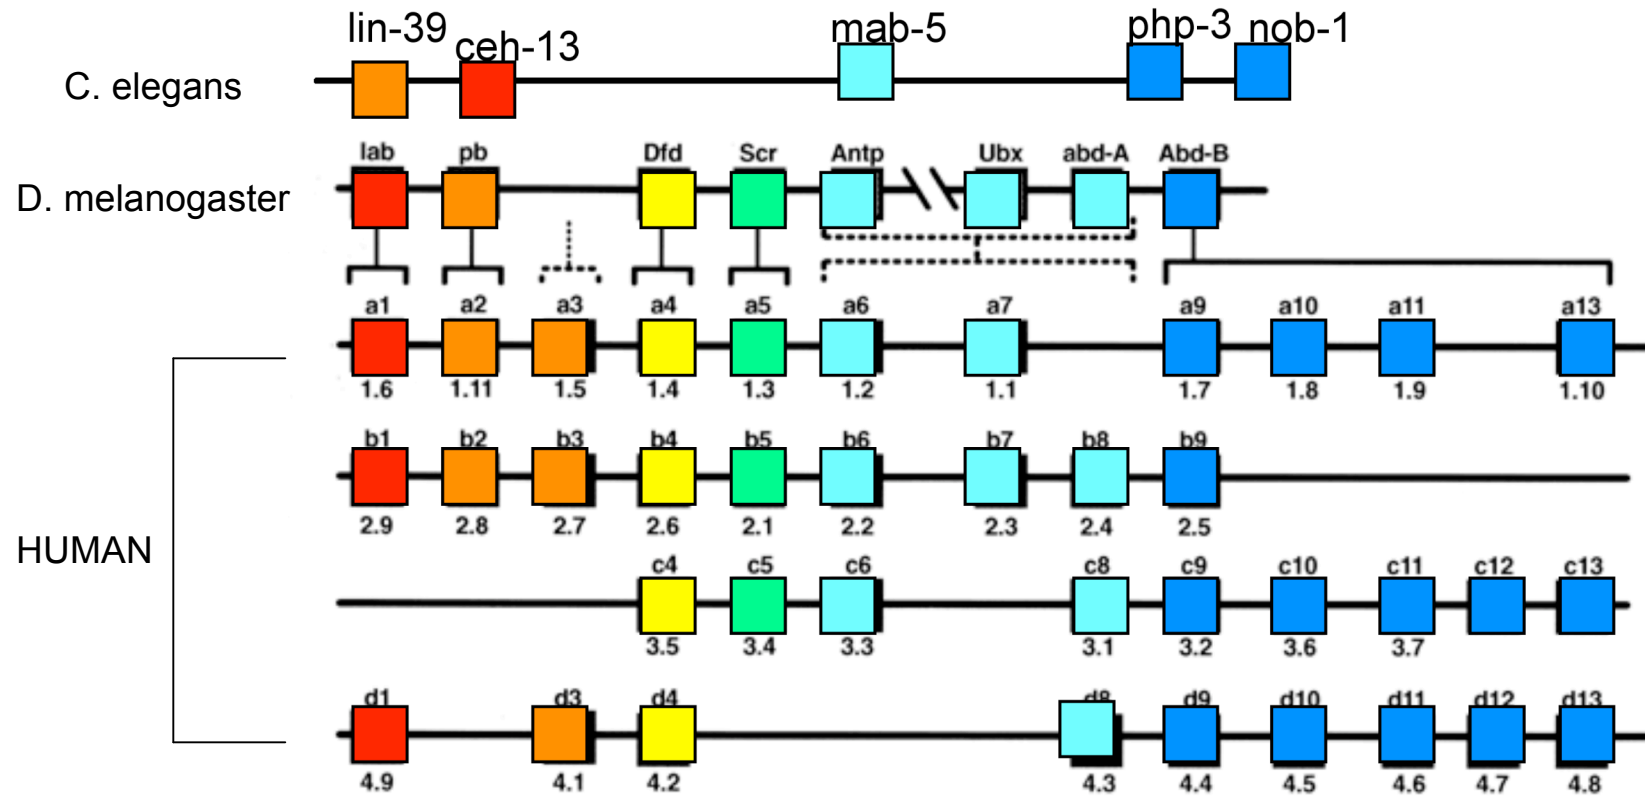 lin-39 ceh-13 mab-5 php-3 nob-1
C. elegans
lab pb Dfd Scr Antp Ubx abd-A Abd-B
D. melanogaster
a1 a2 a3 a4 a5 a6 a7 a9 a10 a11 a13
1.6 1.11 1.5 1.4 1.3 1.2 1.1 1.7 1.8 1.9 1.10
b1 b2 b3 b4 b5 b6 b7 b8 b9
2.9 2.8 2.7 2.6 2.1 2.2 2.3 2.4 2.5
HUMAN
c4 c5 c6 c8 c9 c10 c11 c12 c13
3.5 3.4 3.3 3.1 3.2 3.6 3.7
d1 d3 d4 d8 d9 d10 d11 d12 d13
4.9 4.1 4.2 4.3 4.4 4.5 4.6 4.7 4.8